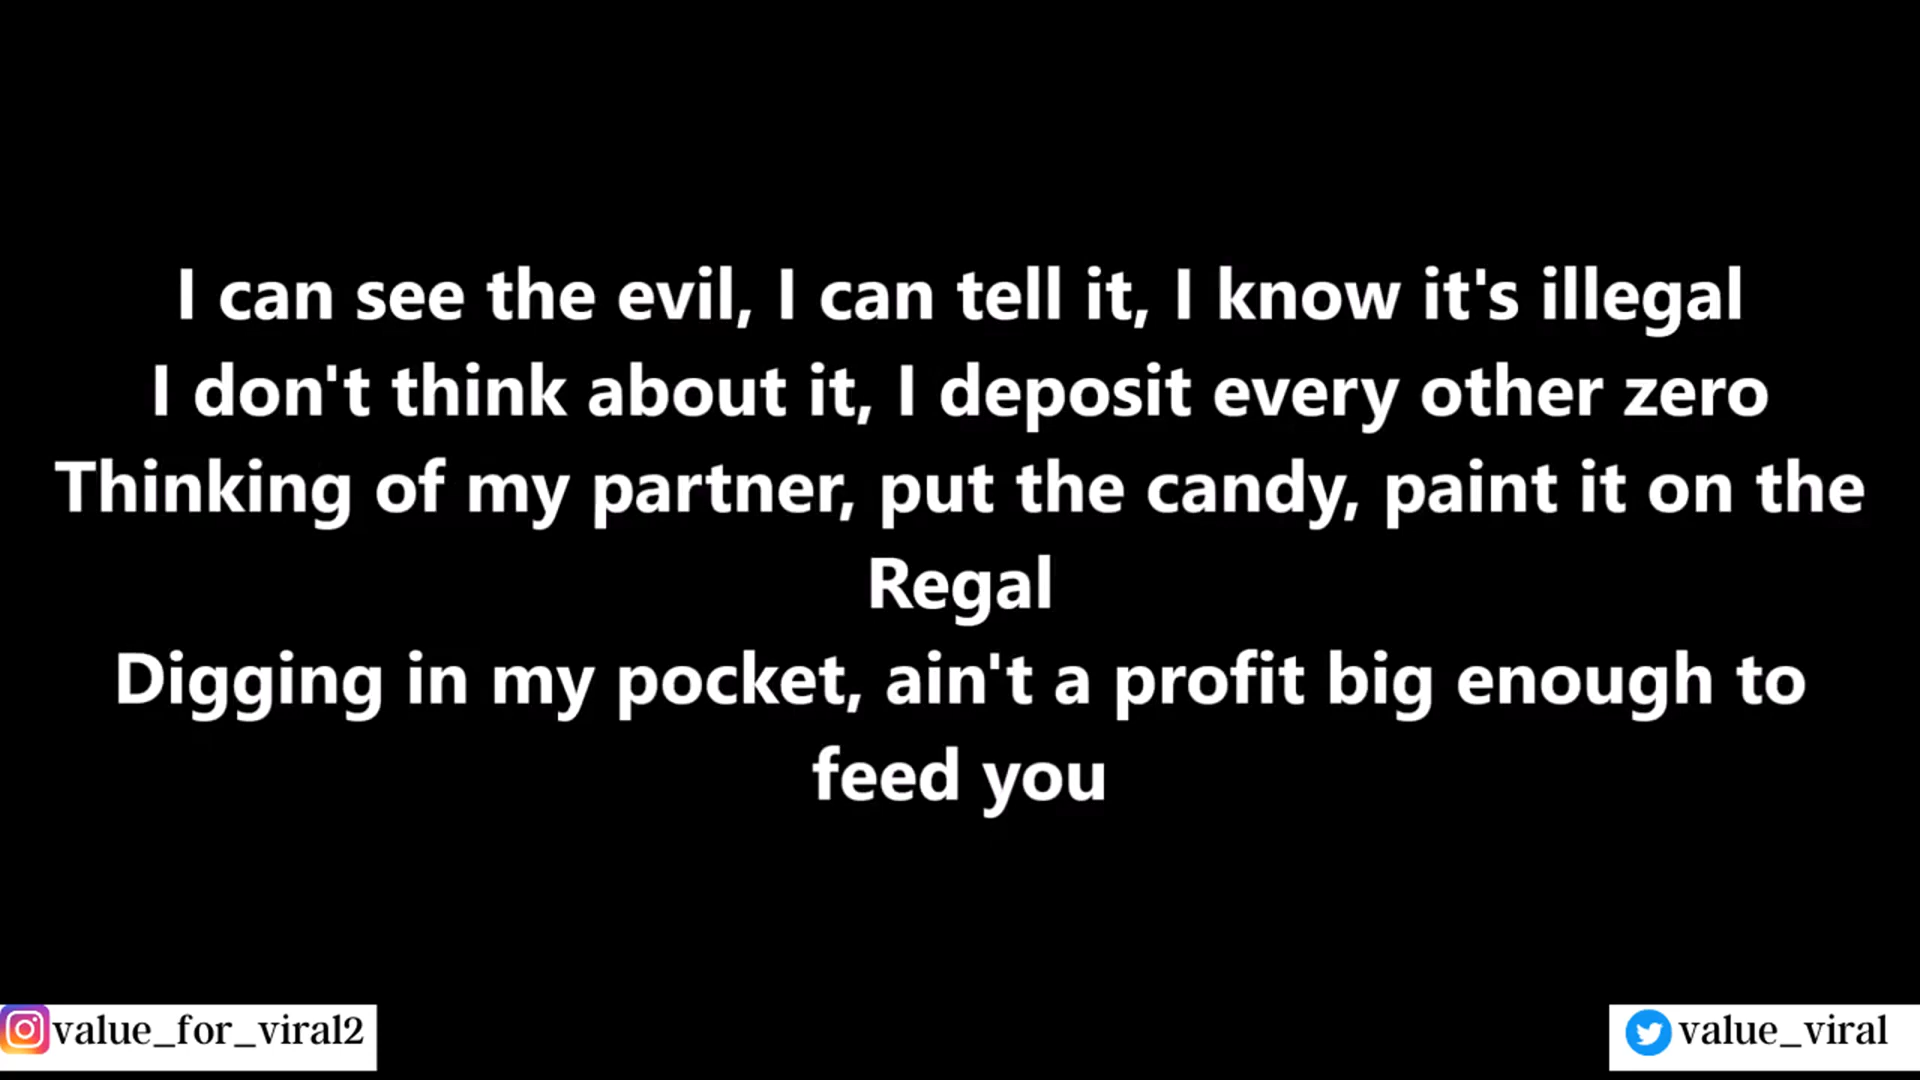 I can see the evil, I can tell it, I know it's illegal
I don't think about it, I deposit every other zero
Thinking of my partner, put the candy, paint it on the
Regal
Digging in my pocket, ain't a profit big enough to
feed you
value_for_viral2
value_viral